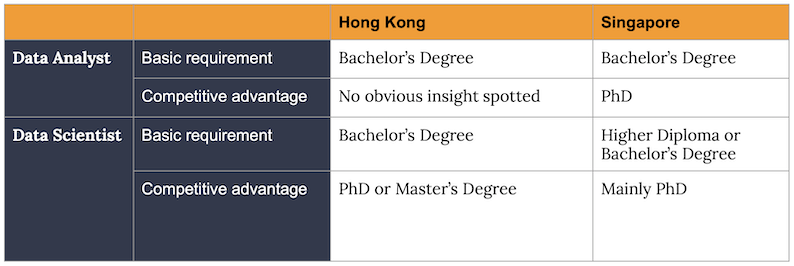 Hong Kong Singapore
Data Analyst Basic requirement Bachelor’s Degree Bachelor’s Degree
Competitive advantage No obvious insight spotted PhD
Data Scientist Basic requirement Bachelor’s Degree Higher Diploma or
Bachelor’s Degree
Competitive advantage PhD or Master’s Degree Mainly PhD